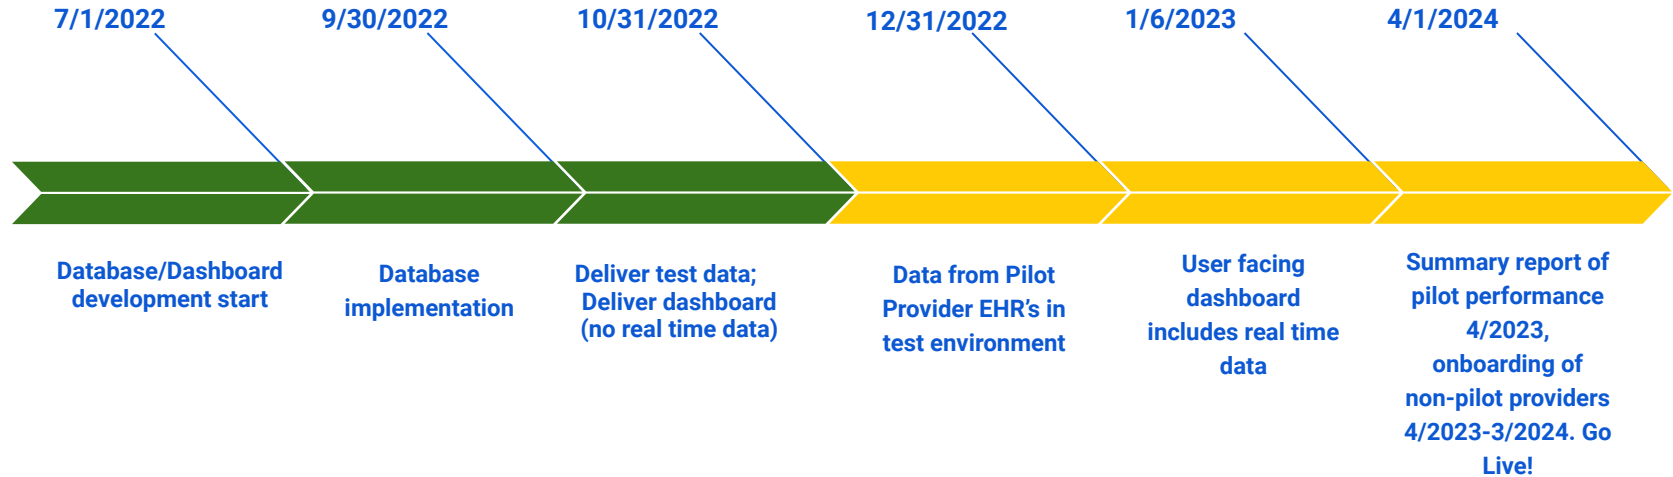 7/1/2022
9/30/2022
10/31/2022
12/31/2022
1/6/2023
4/1/2024
Database/Dashboard
development start
Database
implementation
Deliver test data;
Deliver dashboard
(no real time data)
Data from Pilot
Provider EHR’s in
test environment
User facing
dashboard
includes real time
data
Summary report of
pilot performance
4/2023,
onboarding of
non-pilot providers
4/2023-3/2024. Go
Live!